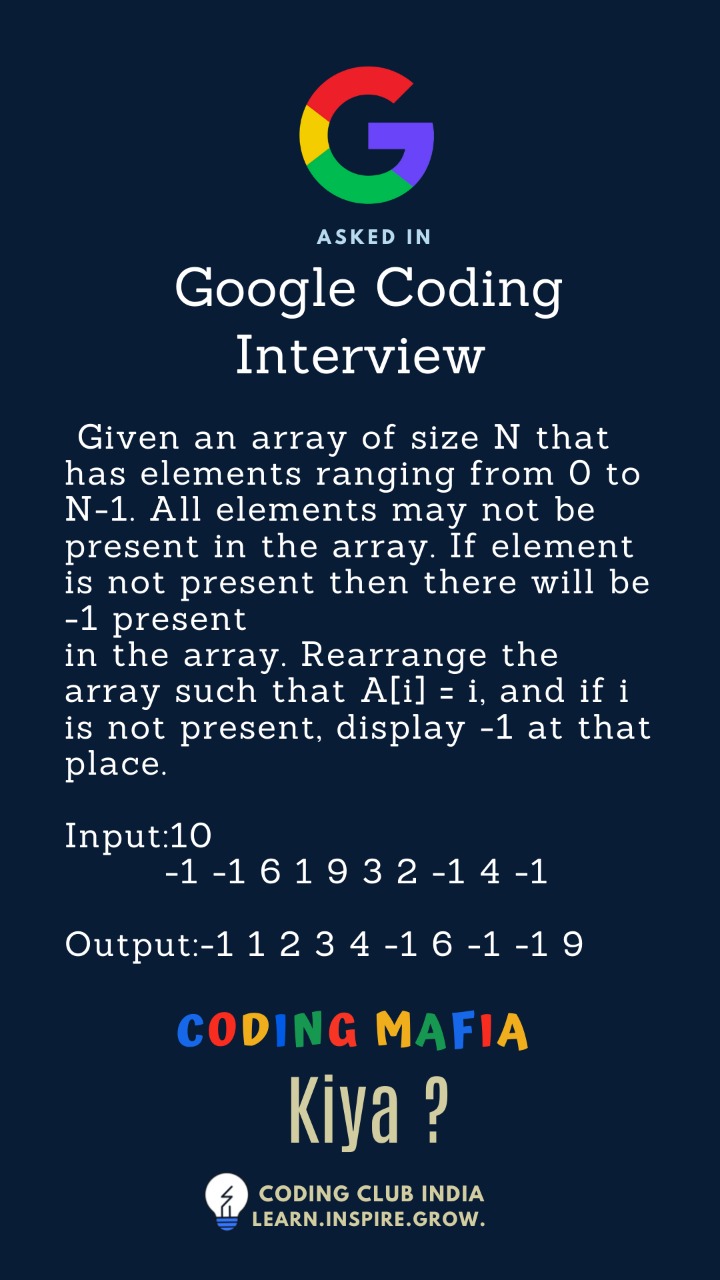 ASKED IN
Google Coding
Interview
Given an array of size N that
has elements ranging from 0 to
N-1. All elements may not be
present in the array. If element
is not present then there will be
-1 present
in the array. Rearrange the
array such that A[i] = i, and if i
is not present, display -1 at that
place.
Input:10
-1 -1 6 1 9 3 2 -1 4 -1
Output:-1 1 2 3 4 -1 6 -1 -1 9
CODING MAFIA
Kiya ?
CODING CLUB INDIA
LEARN.INSPIRE.GROW.